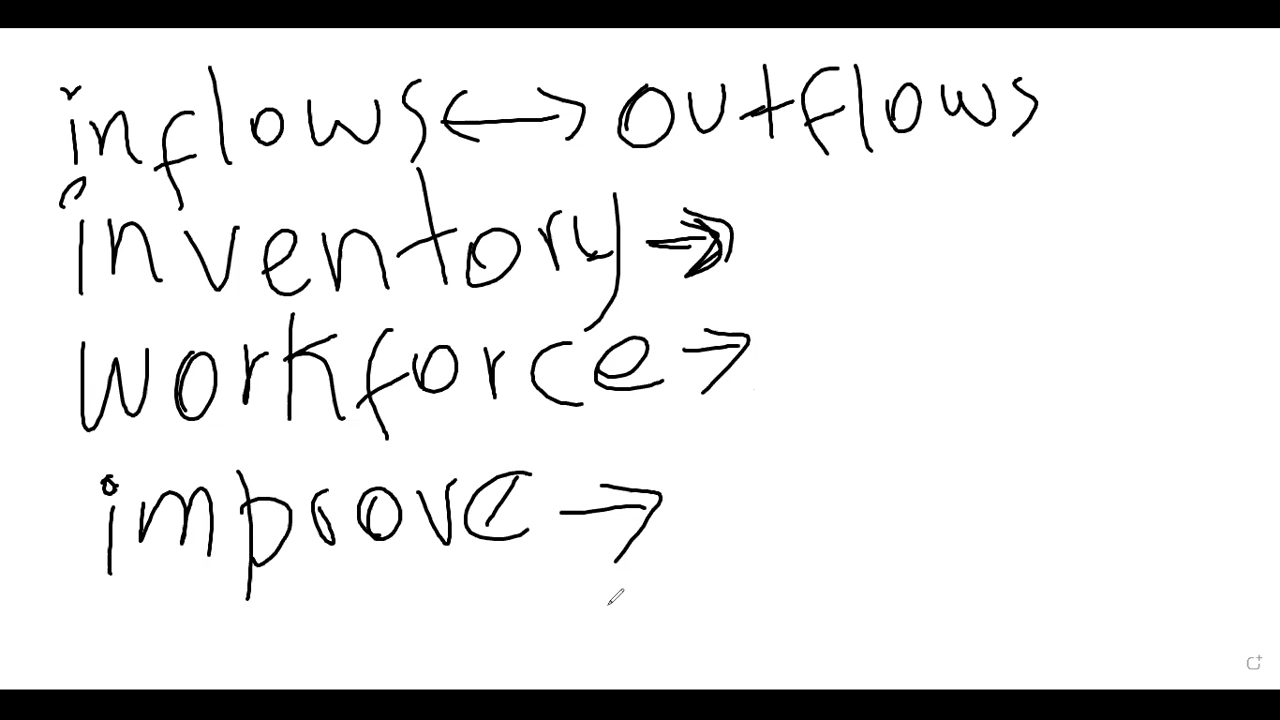 inflows ↔ outflows
inventory →
workforce →
improve →